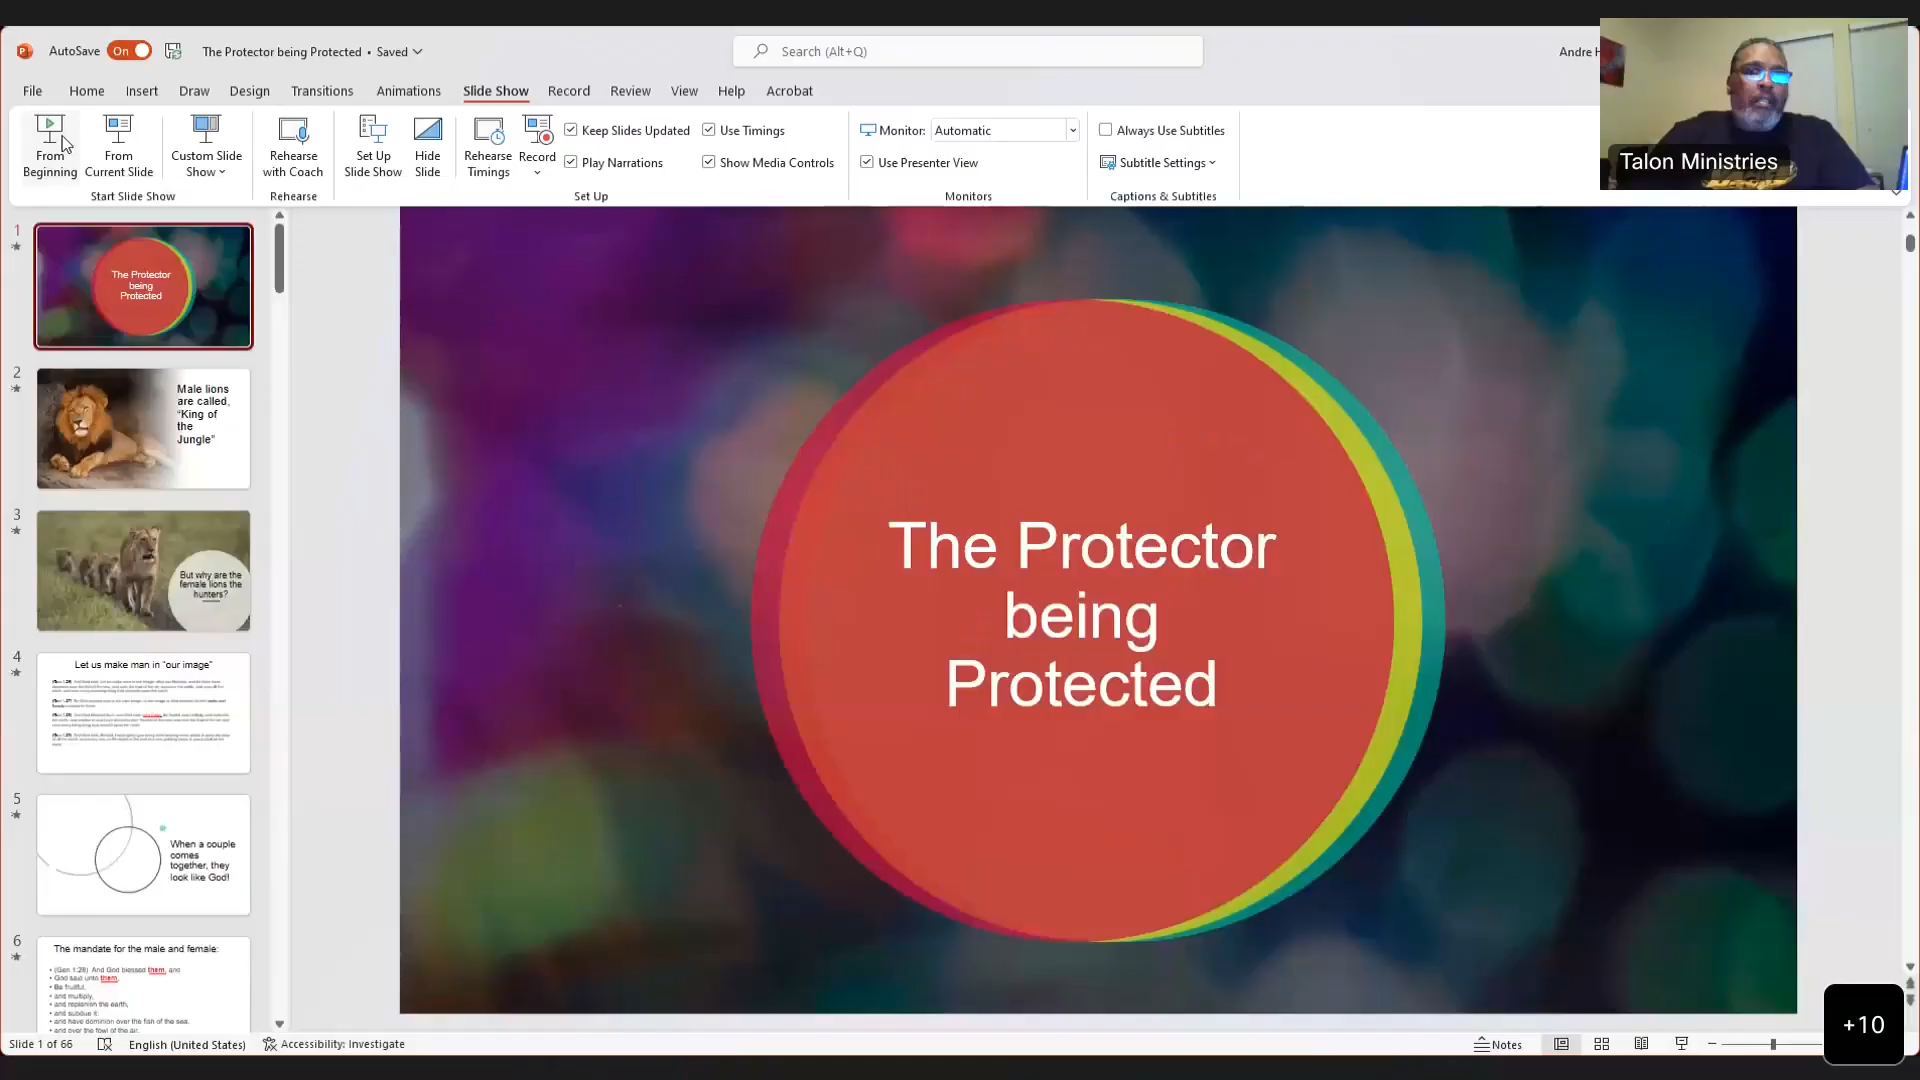 AutoSave On The Protector being Protected • Saved
Search (Alt+Q)
Andre H
File Home Insert Draw Design Transitions Animations Slide Show Record Review View Help Acrobat
From Beginning
From Current Slide
Custom Slide Show
Start Slide Show
Rehearse with Coach
Rehearse
Set Up Slide Show
Hide Slide
Rehearse Timings
Record
Keep Slides Updated
Play Narrations
Use Timings
Show Media Controls
Set Up
Monitor: Automatic
Use Presenter View
Monitors
Always Use Subtitles
Subtitle Settings
Captions & Subtitles
Talon Ministries
1
The Protector
being
Protected
2
Male lions
are called,
“King of
the
Jungle”
3
But why are the
female lions the
hunters?
4
Let us make man in “our image”
5
When a couple
comes
together, they
look like God!
6
The mandate for the male and female:
• (Gen 1:28) And God blessed them, and
• God said unto them,
• Be fruitful,
• and multiply,
• and replenish the earth,
• and subdue it:
• and have dominion over the fish of the sea,
• and over the fowl of the air,
The Protector
being
Protected
+10
Slide 1 of 66 English (United States) Accessibility: Investigate Notes